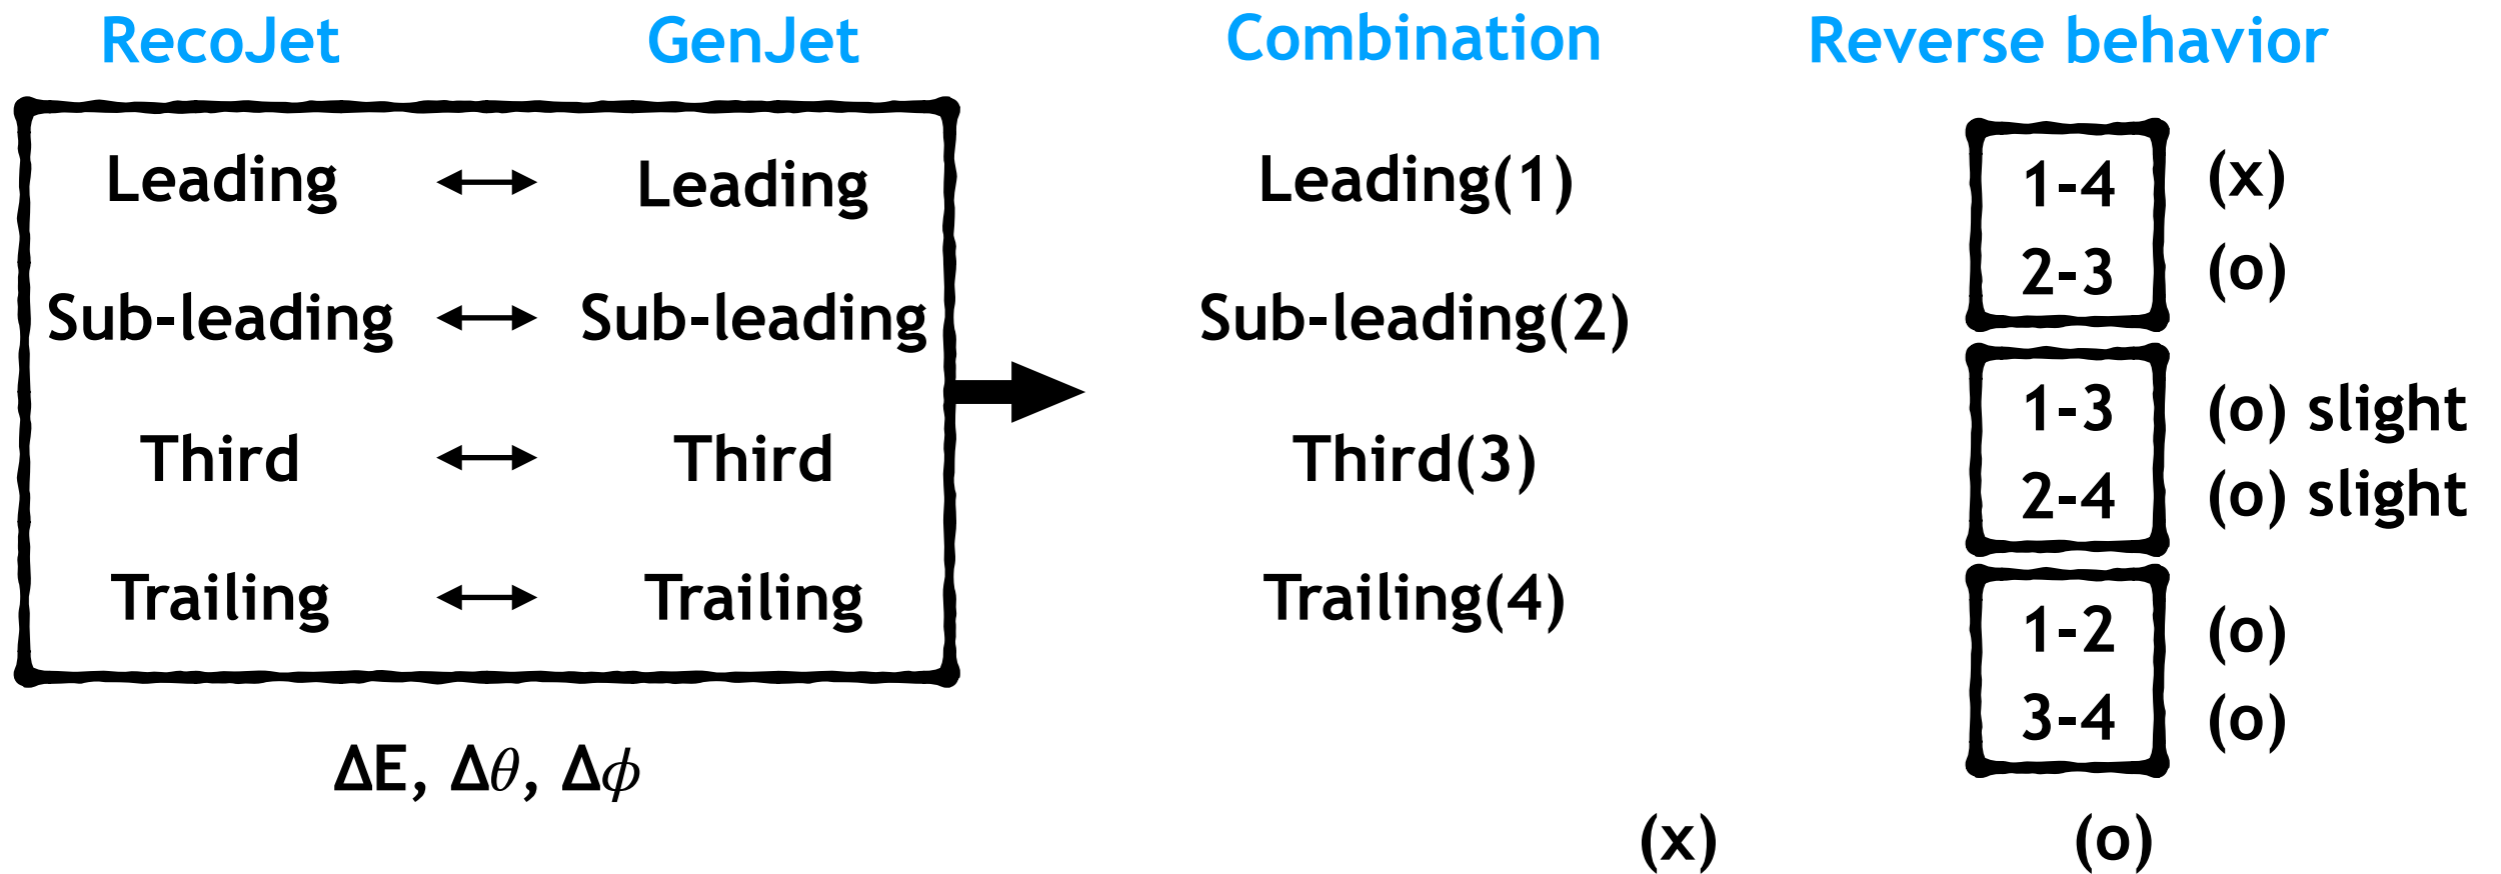 RecoJet GenJet Combination Reverse behavior
Leading Leading Leading(1) 1-4 (x)
2-3 (o)
Sub-leading Sub-leading Sub-leading(2)
1-3 (o) slight
Third Third Third(3)
2-4 (o) slight
Trailing Trailing Trailing(4)
1-2 (o)
3-4 (o)
ΔE, Δθ, Δϕ
(x) (o)